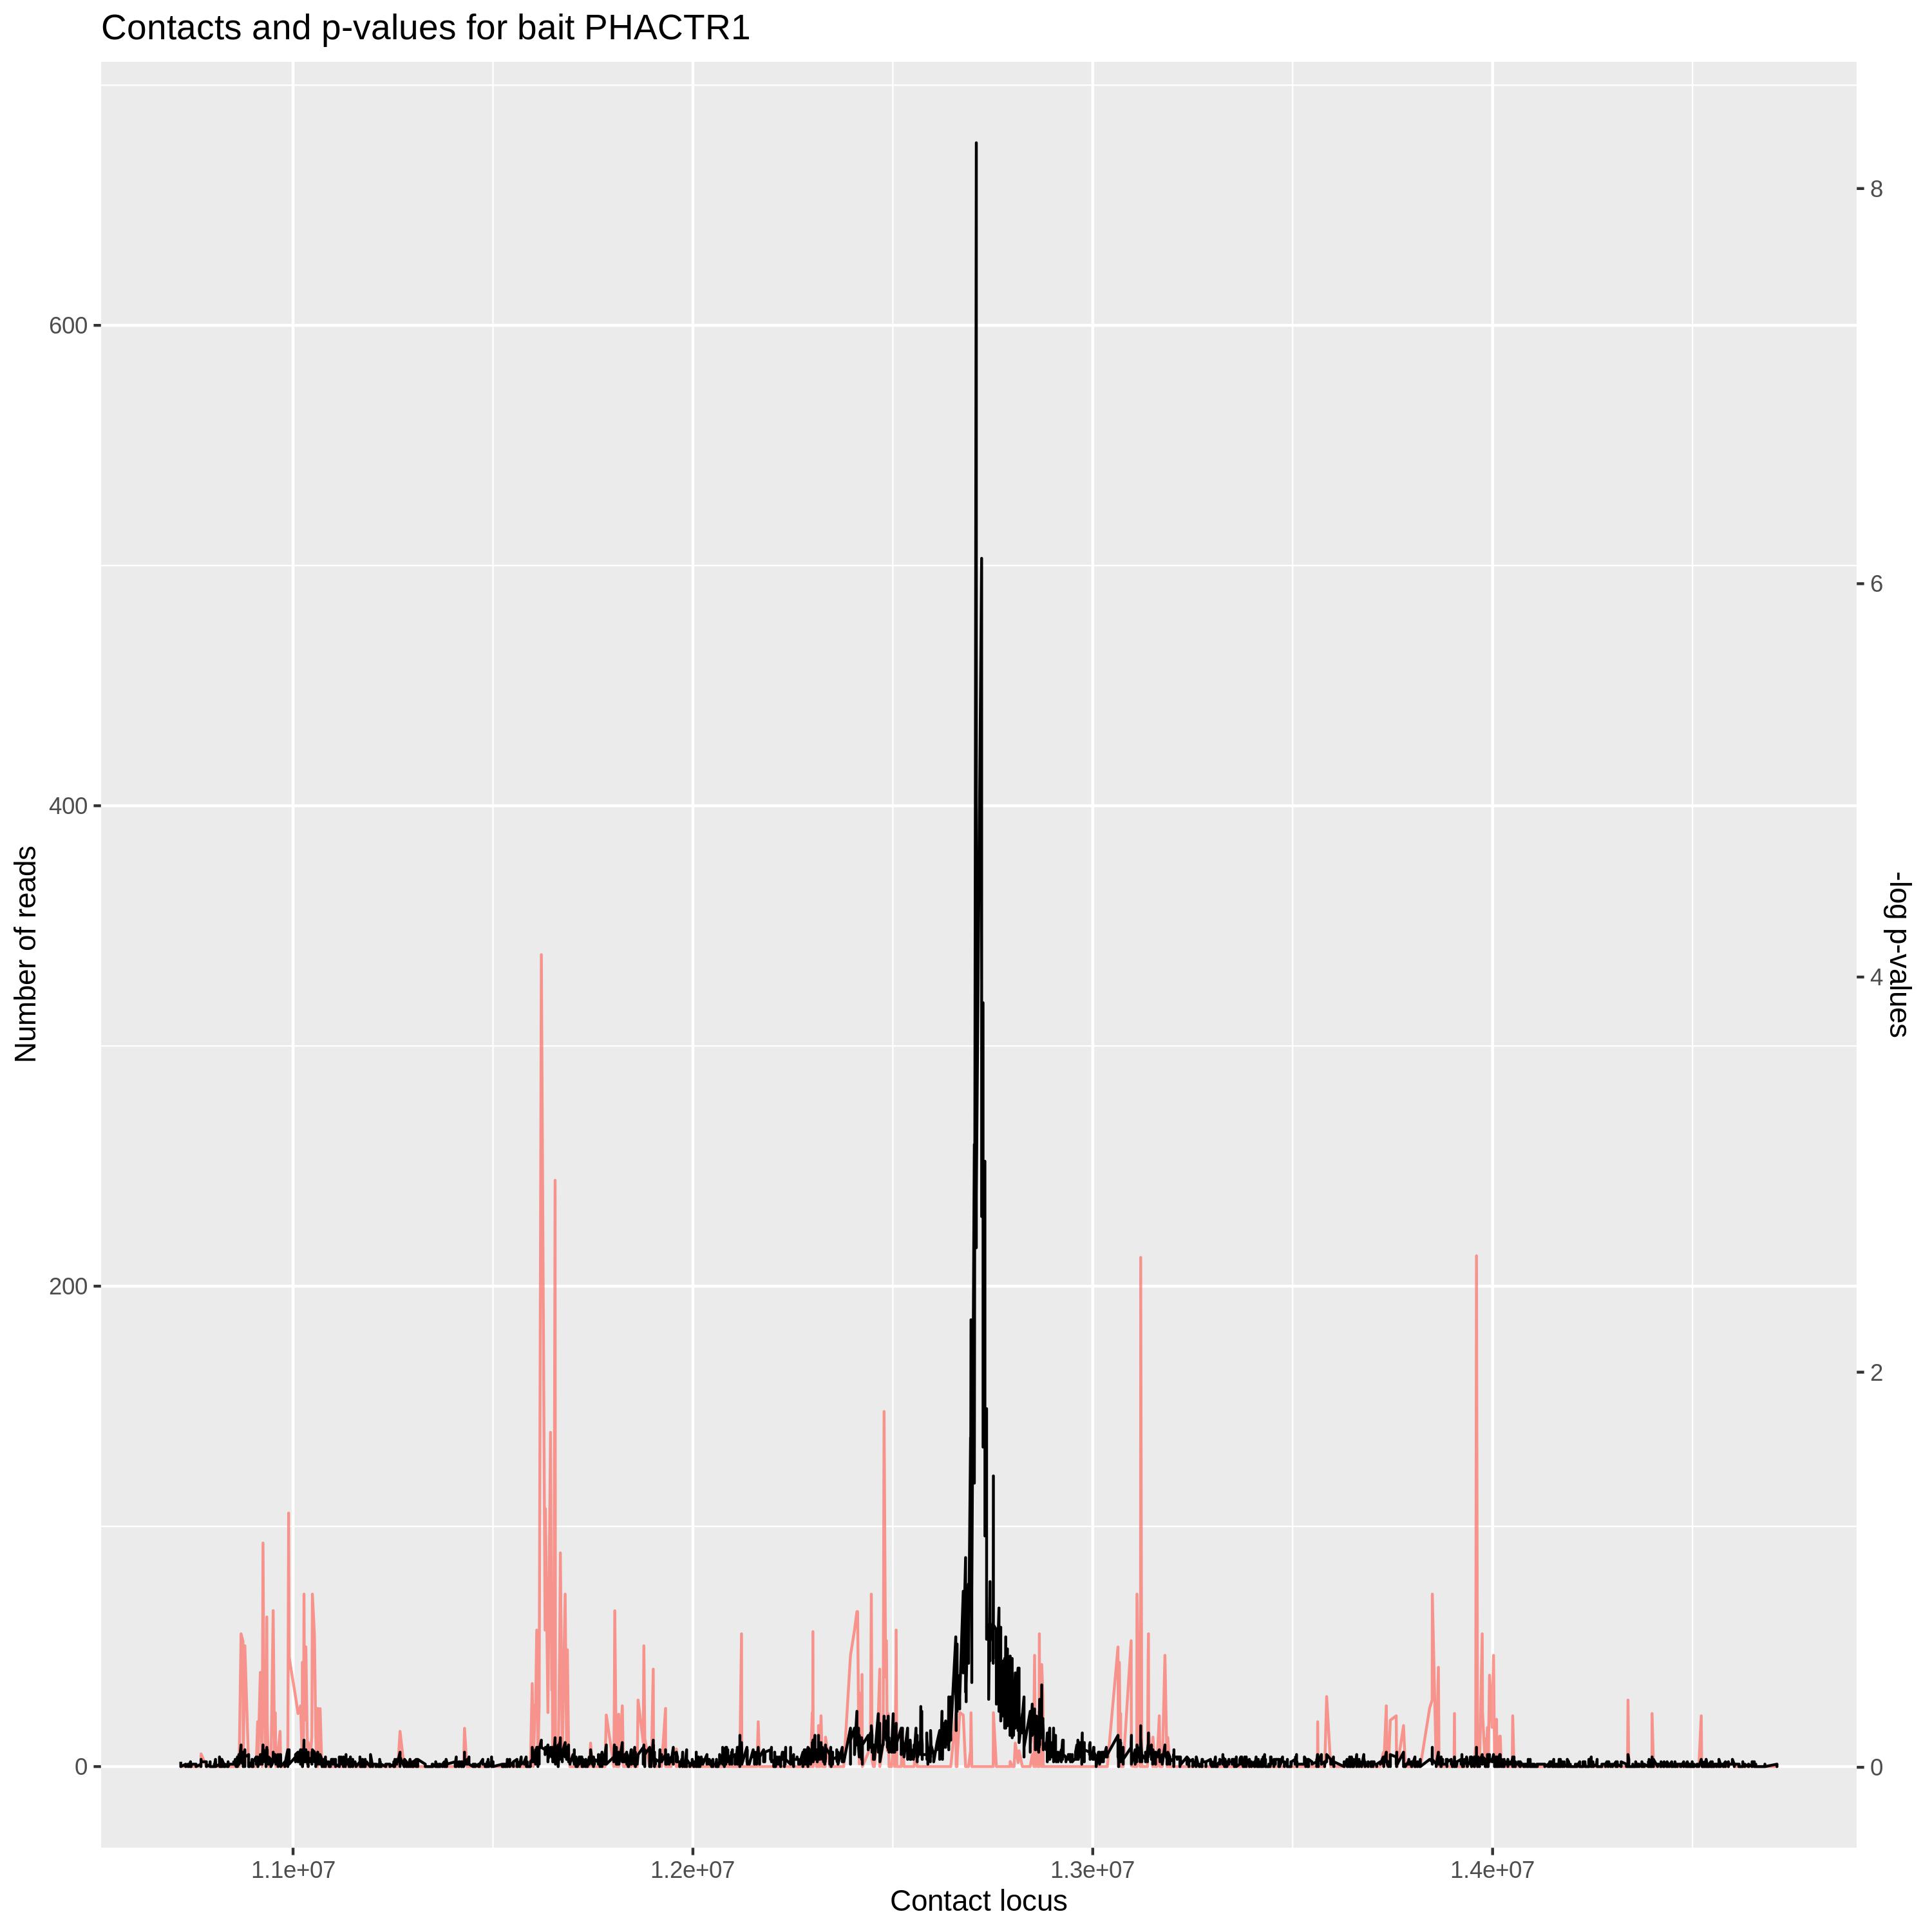 Contacts and p-values for bait PHACTR1
Number of reads
600
400
200
0
8
6
4
2
0
-log p-values
1.1e+07 1.2e+07 1.3e+07 1.4e+07
Contact locus